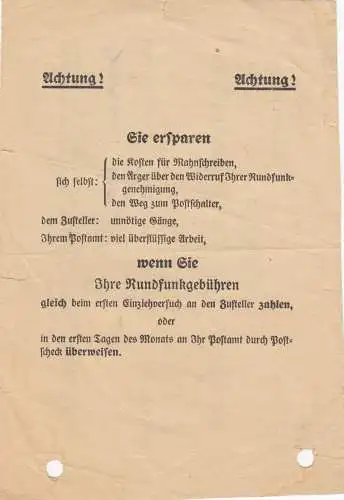 Achtung! Achtung!
Sie ersparen
sich selbst: die Kosten für Mahnschreiben,
den Ärger über den Widerruf Ihrer Rundfunk-
genehmigung,
den Weg zum Postschalter,
dem Zusteller: unnötige Gänge,
Ihrem Postamt: viel überflüssige Arbeit,
wenn Sie
Ihre Rundfunkgebühren
gleich beim ersten Einziehversuch an den Zusteller zahlen,
oder
in den ersten Tagen des Monats an Ihr Postamt durch Post-
scheck überweisen.